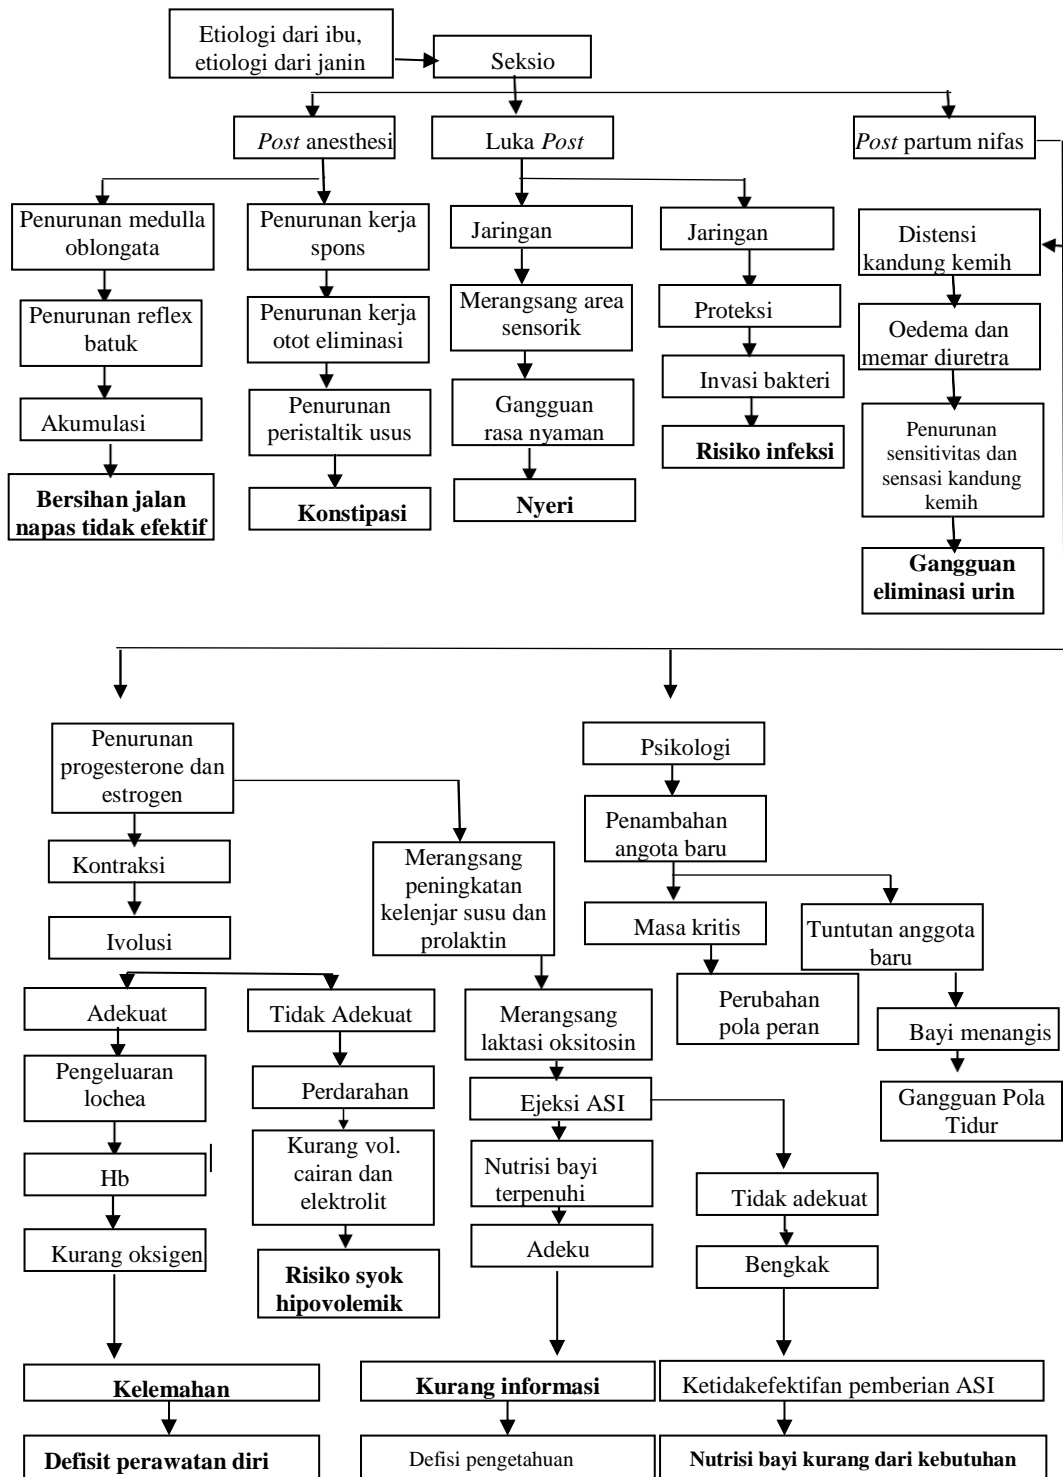 Etiologi dari ibu,
etiologi dari janin
Seksio
Post anesthesi
Luka Post
Post partum nifas
Penurunan medulla
oblongata
Penurunan kerja
spons
Jaringan
Jaringan
Distensi
kandung kemih
Penurunan reflex
batuk
Penurunan kerja
otot eliminasi
Merangsang area
sensorik
Proteksi
Oedema dan
memar diuretra
Akumulasi
Penurunan
peristaltik usus
Gangguan
rasa nyaman
Invasi bakteri
Penurunan
sensitivitas dan
sensasi kandung
kemih
Bersihan jalan
napas tidak efektif
Konstipasi
Nyeri
Risiko infeksi
Gangguan
eliminasi urin
Penurunan
progesterone dan
estrogen
Psikologi
Kontraksi
Merangsang
peningkatan
kelenjar susu dan
prolaktin
Penambahan
angota baru
Ivolusi
Masa kritis
Tuntutan anggota
baru
Adekuat
Tidak Adekuat
Merangsang
laktasi oksitosin
Perubahan
pola peran
Bayi menangis
Pengeluaran
lochea
Perdarahan
Ejeksi ASI
Gangguan Pola
Tidur
Hb
Kurang vol.
cairan dan
elektrolit
Nutrisi bayi
terpenuhi
Tidak adekuat
Kurang oksigen
Risiko syok
hipovolemik
Adeku
Bengkak
Kelemahan
Kurang informasi
Ketidakefektifan pemberian ASI
Defisit perawatan diri
Defisi pengetahuan
Nutrisi bayi kurang dari kebutuhan